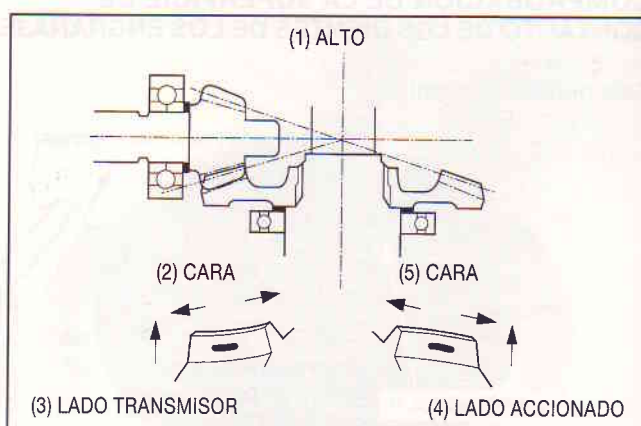 (1) ALTO
(2) CARA
(5) CARA
(3) LADO TRANSMISOR
(4) LADO ACCIONADO